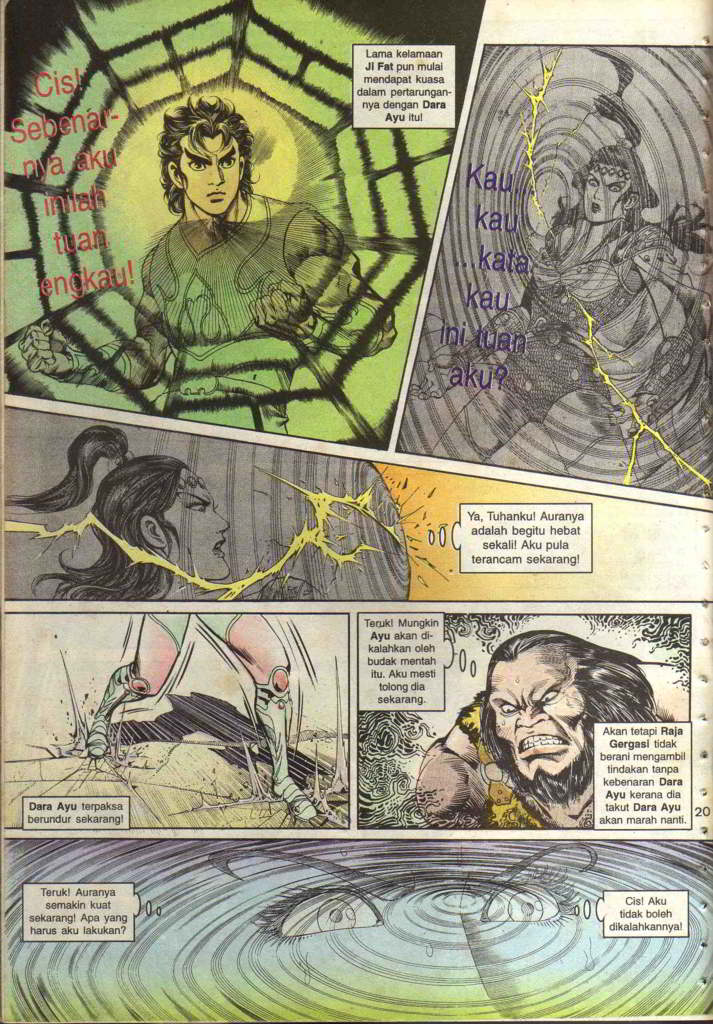 Cis!
Sebenar-
nya aku
inilah
tuan
engkau!
Lama kelamaan
Ji Fat pun mulai
mendapat kuasa
dalam pertarungan-
nya dengan Dara
Ayu itu!
Kau...
kau
...kata
kau
ini tuan
aku?
Ya, Tuhanku! Auranya
adalah begitu hebat
sekali! Aku pula
terancam sekarang!
Dara Ayu terpaksa
berundur sekarang!
Teruk! Mungkin
Ayu akan di-
kalahkan oleh
budak mentah
itu. Aku mesti
tolong dia
sekarang.
Akan tetapi Raja
Gergasi tidak
berani mengambil
tindakan tanpa
kebenaran Dara
Ayu kerana dia
takut Dara Ayu
akan marah nanti.
20
Teruk! Auranya
semakin kuat
sekarang! Apa yang
harus aku lakukan?
Cis! Aku
tidak boleh
dikalahkannya!